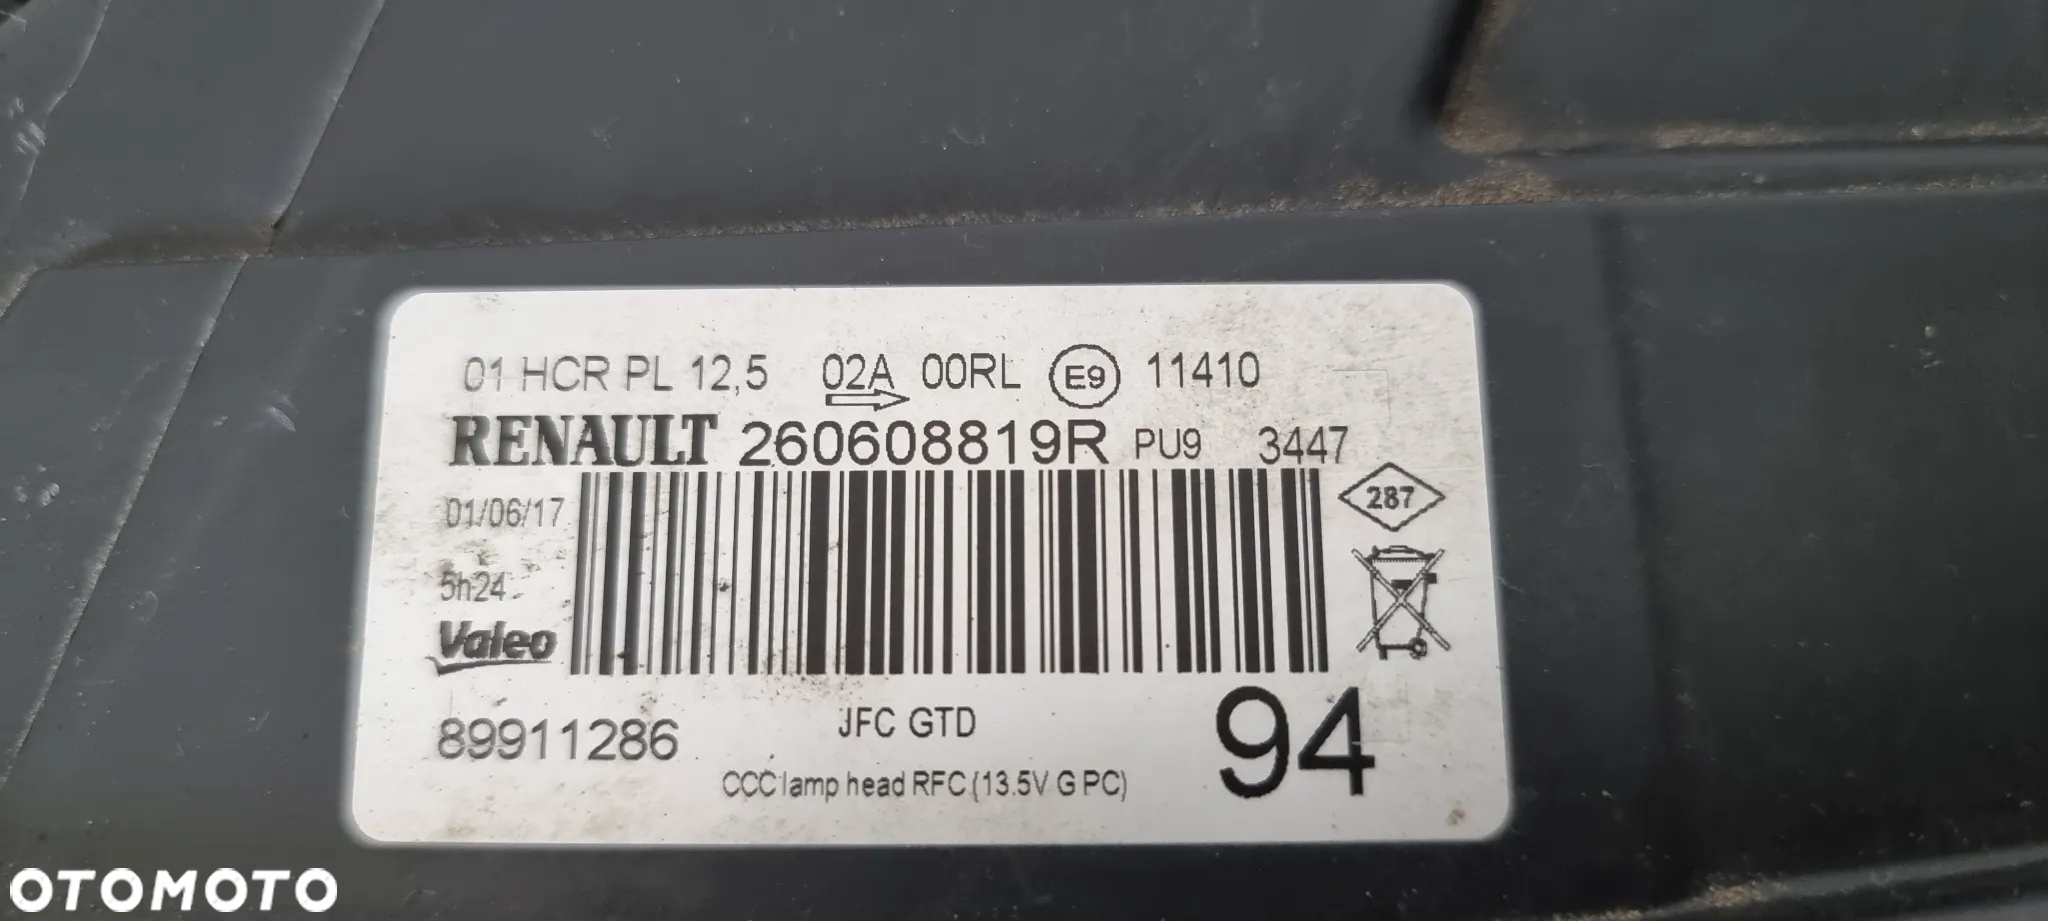 01 HCR PL 12,5 02A 00RL E9 11410
RENAULT 260608819R PU9 3447
287
01/06/17
5h24
Valeo
89911286 JFC GTD 94
CCC lamp head RFC (13.5V G PC)
OTOMOTO